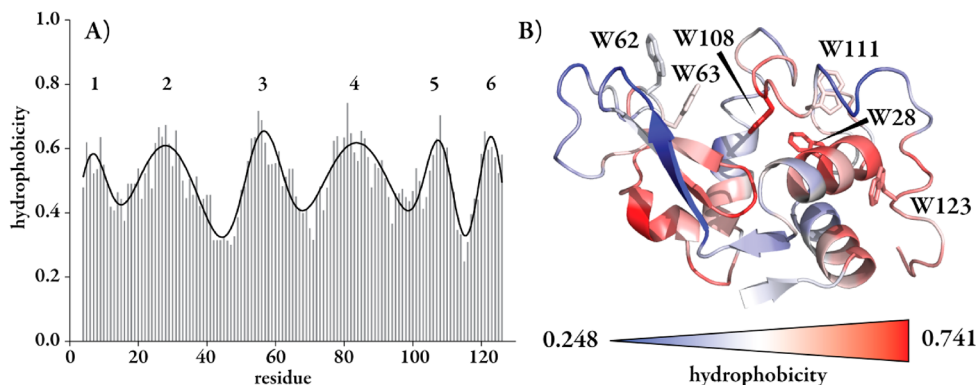 A)
hydrophobicity
1.0
0.8
0.6
0.4
0.2
0.0
1 2 3 4 5 6
0 20 40 60 80 100 120
residue
B)
W62
W108
W111
W63
W28
W123
0.248
0.741
hydrophobicity